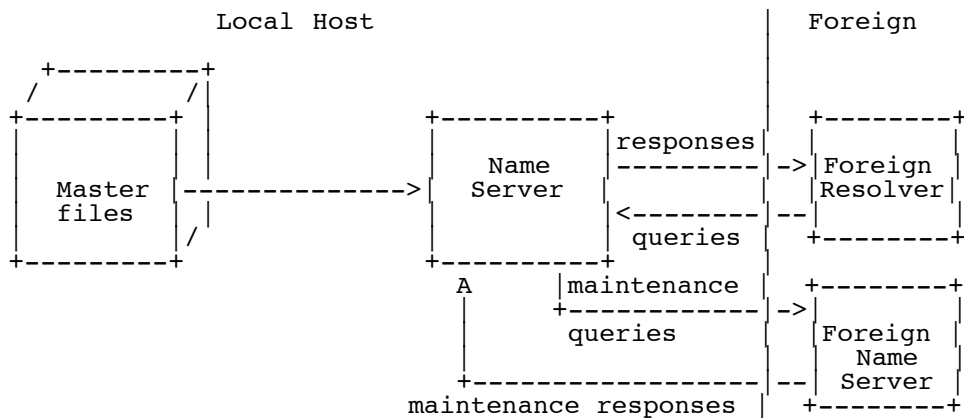 Local Host | Foreign
|
+---------+ |
/ /| |
+---------+ | +----------+ | +--------+
| | | | |responses| | |
| | | | Name |---------|->|Foreign |
| Master |-------------->| Server | | |Resolver|
| files | | | |<--------|--| |
| |/ | | queries | +--------+
+---------+ +----------+ |
A |maintenance | +--------+
| +------------|->| |
| queries | |Foreign |
| | | Name |
+------------------|--| Server |
maintenance responses | +--------+